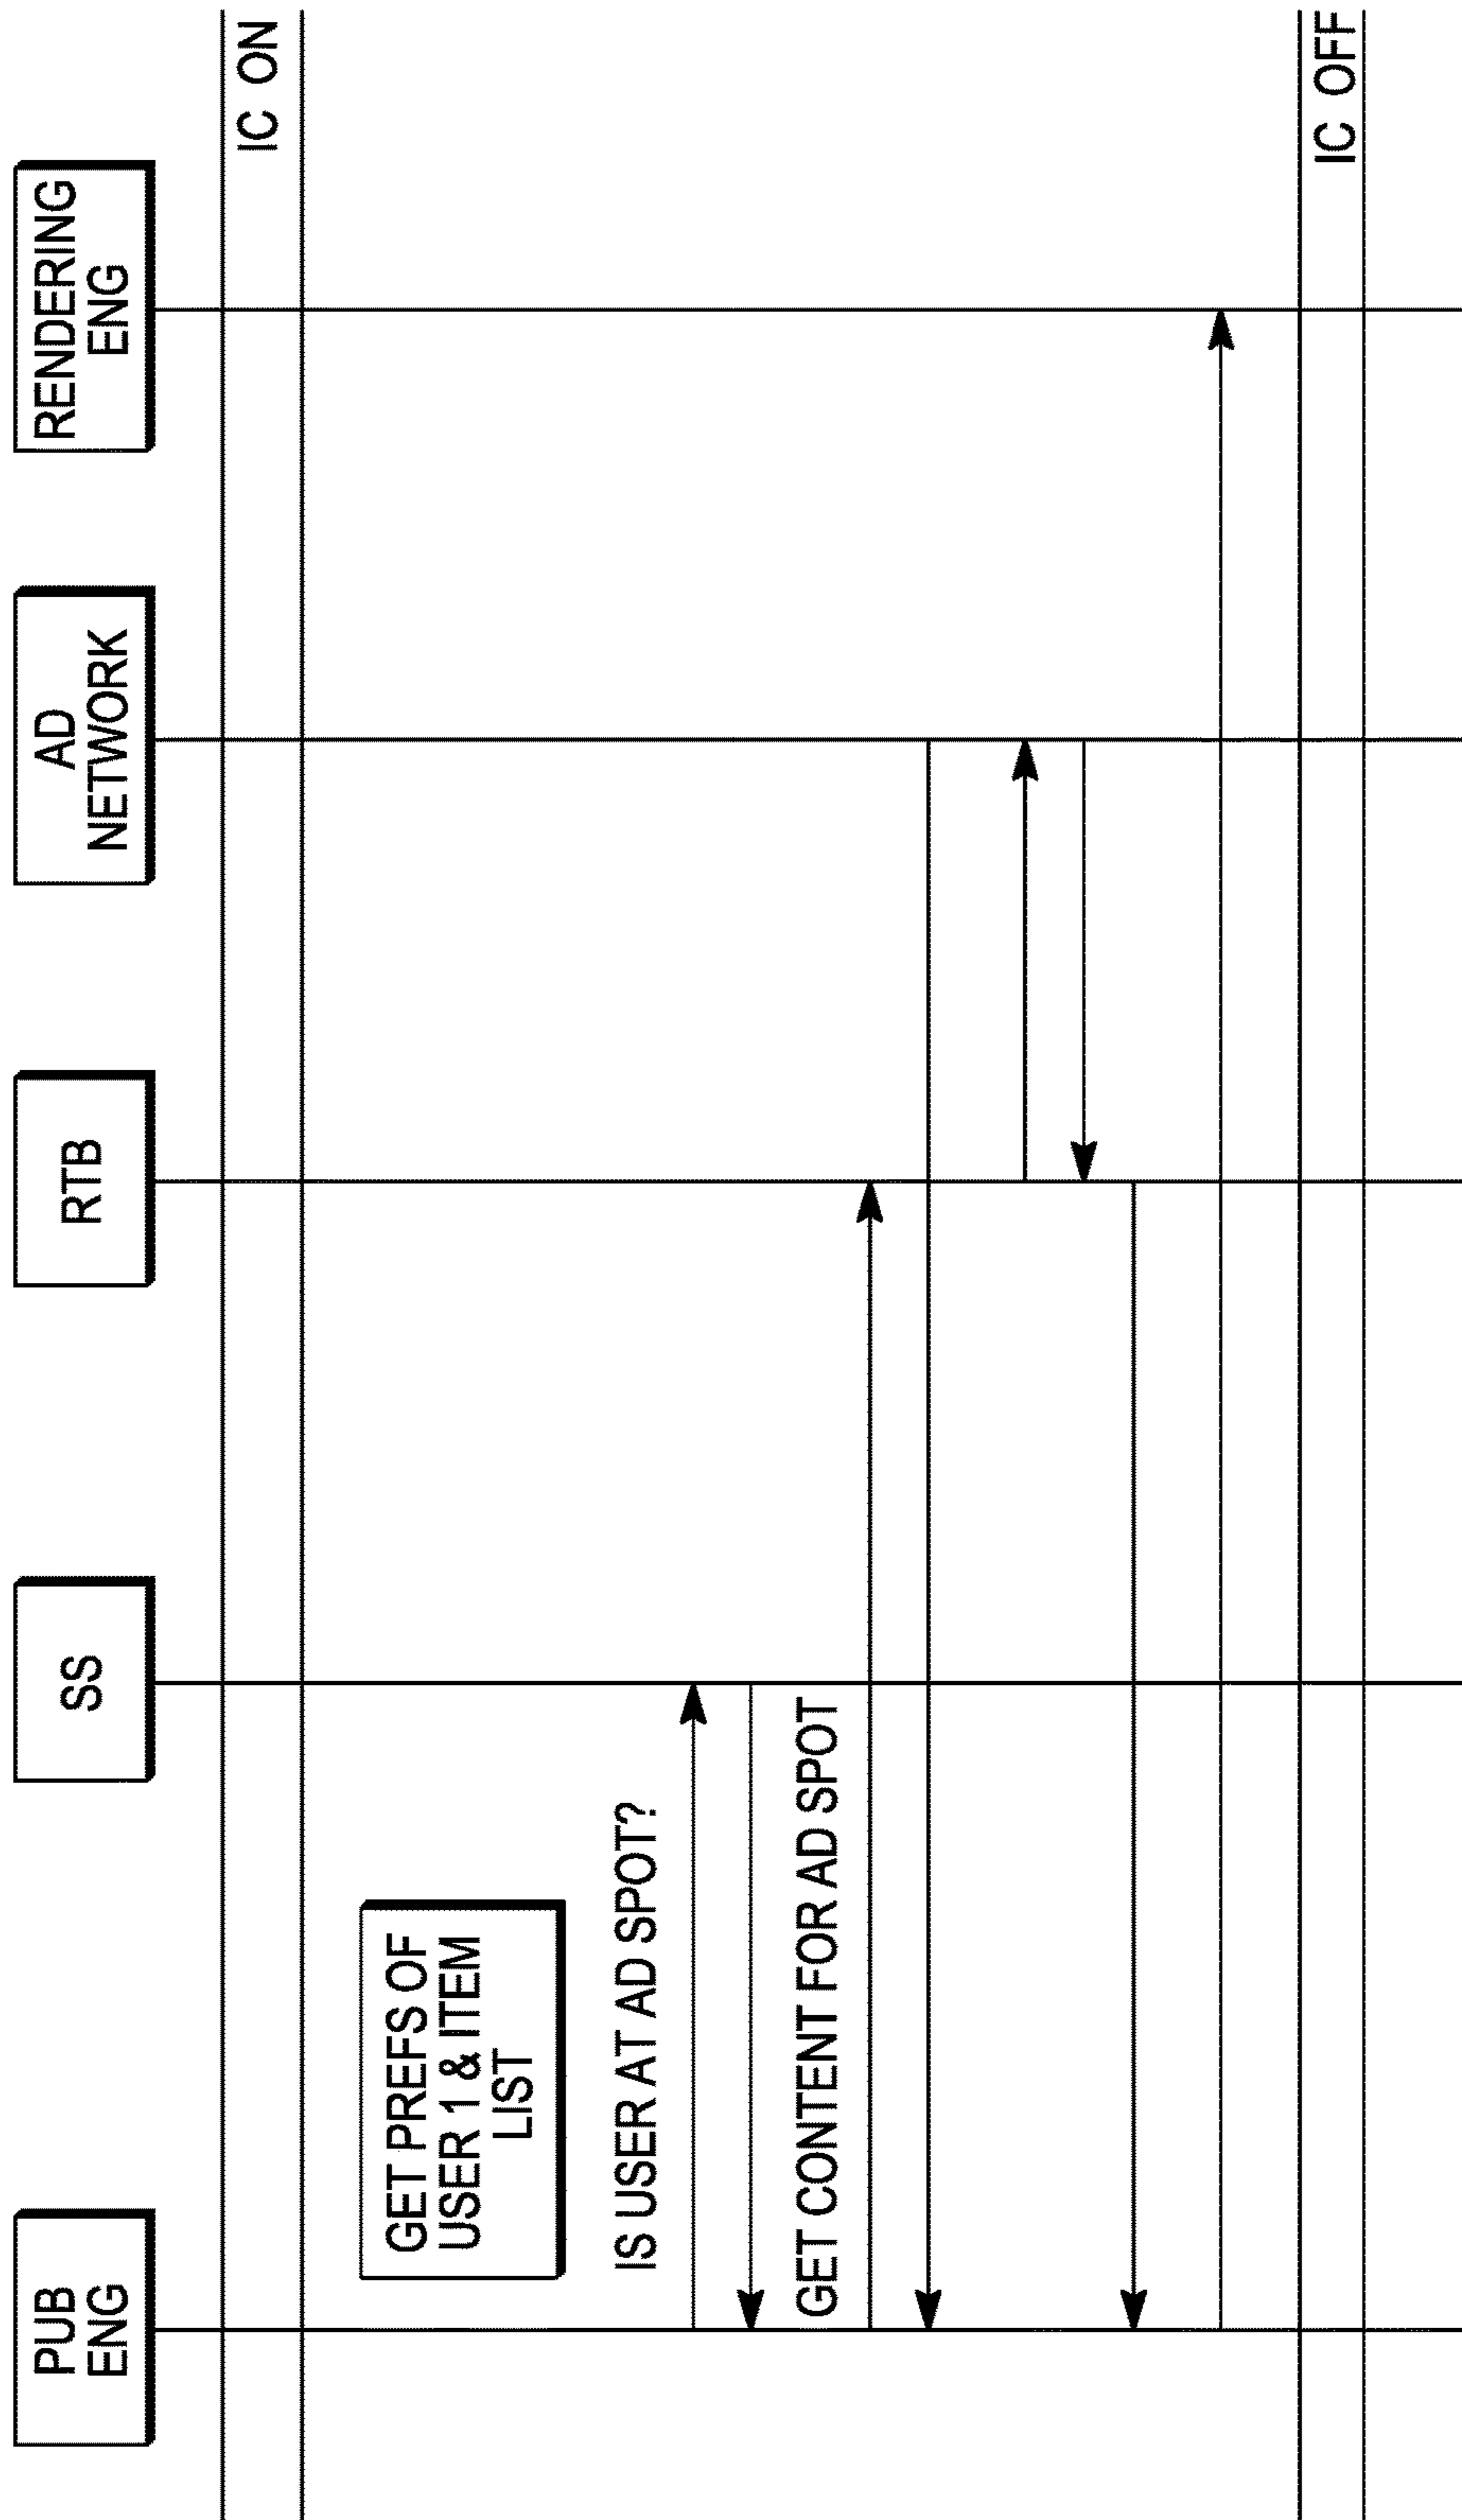 PUB
ENG
SS
RTB
AD
NETWORK
RENDERING
ENG
IC ON
GET PREFS OF
USER 1 & ITEM
LIST
IS USER AT AD SPOT?
GET CONTENT FOR AD SPOT
IC OFF